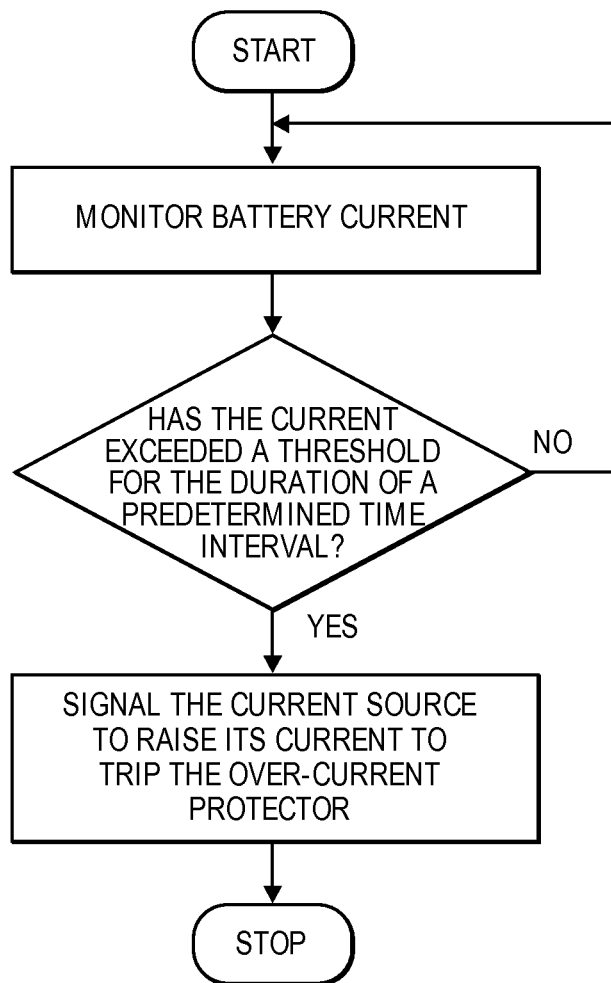 START
MONITOR BATTERY CURRENT
HAS THE CURRENT
EXCEEDED A THRESHOLD
FOR THE DURATION OF A
PREDETERMINED TIME
INTERVAL?
NO
YES
SIGNAL THE CURRENT SOURCE
TO RAISE ITS CURRENT TO
TRIP THE OVER-CURRENT
PROTECTOR
STOP